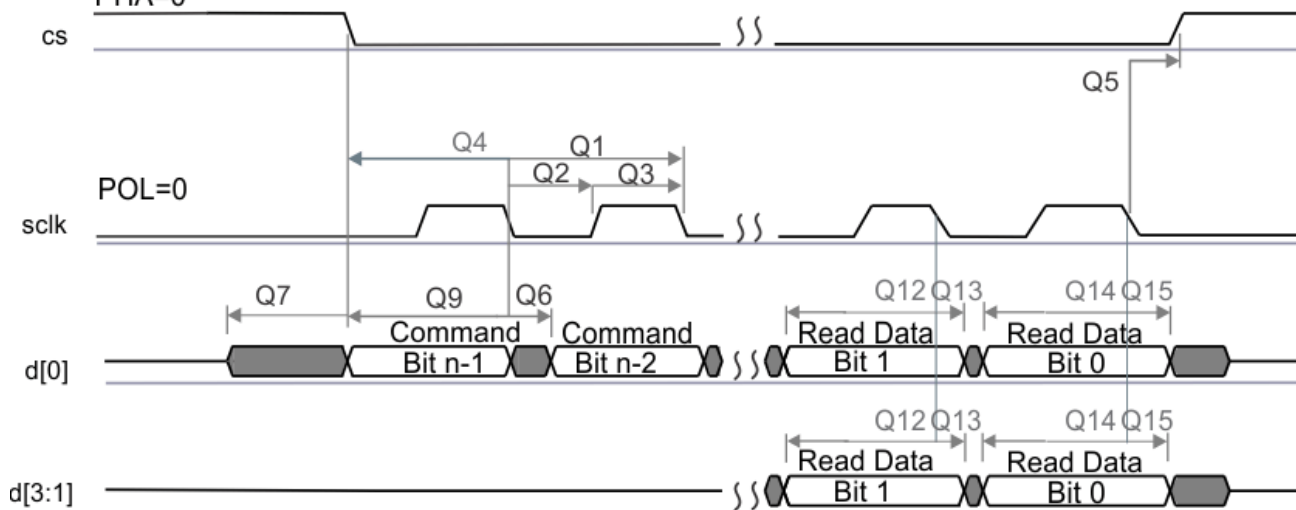 PHA=0
cs
Q5
Q4 Q1
Q2 Q3
POL=0
sclk
Q7 Q9 Q6 Q12 Q13 Q14 Q15
Command Command Read Data Read Data
d[0] Bit n-1 Bit n-2 Bit 1 Bit 0
Q12 Q13 Q14 Q15
Read Data Read Data
d[3:1] Bit 1 Bit 0